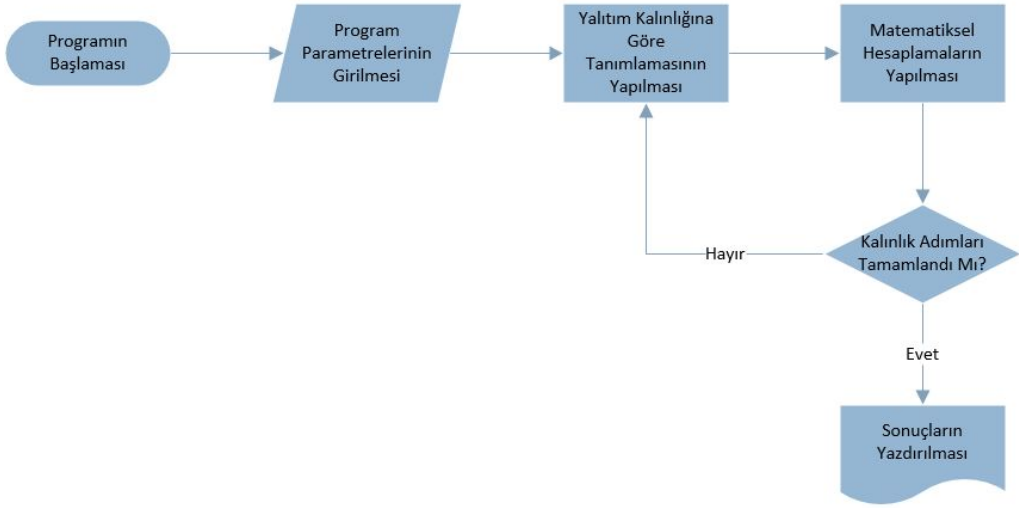 Programın
Başlaması
Program
Parametrelerinin
Girilmesi
Yalıtım Kalınlığına
Göre
Tanımlamasının
Yapılması
Matematiksel
Hesaplamaların
Yapılması
Kalınlık Adımları
Tamamlandı Mı?
Hayır
Evet
Sonuçların
Yazdırılması